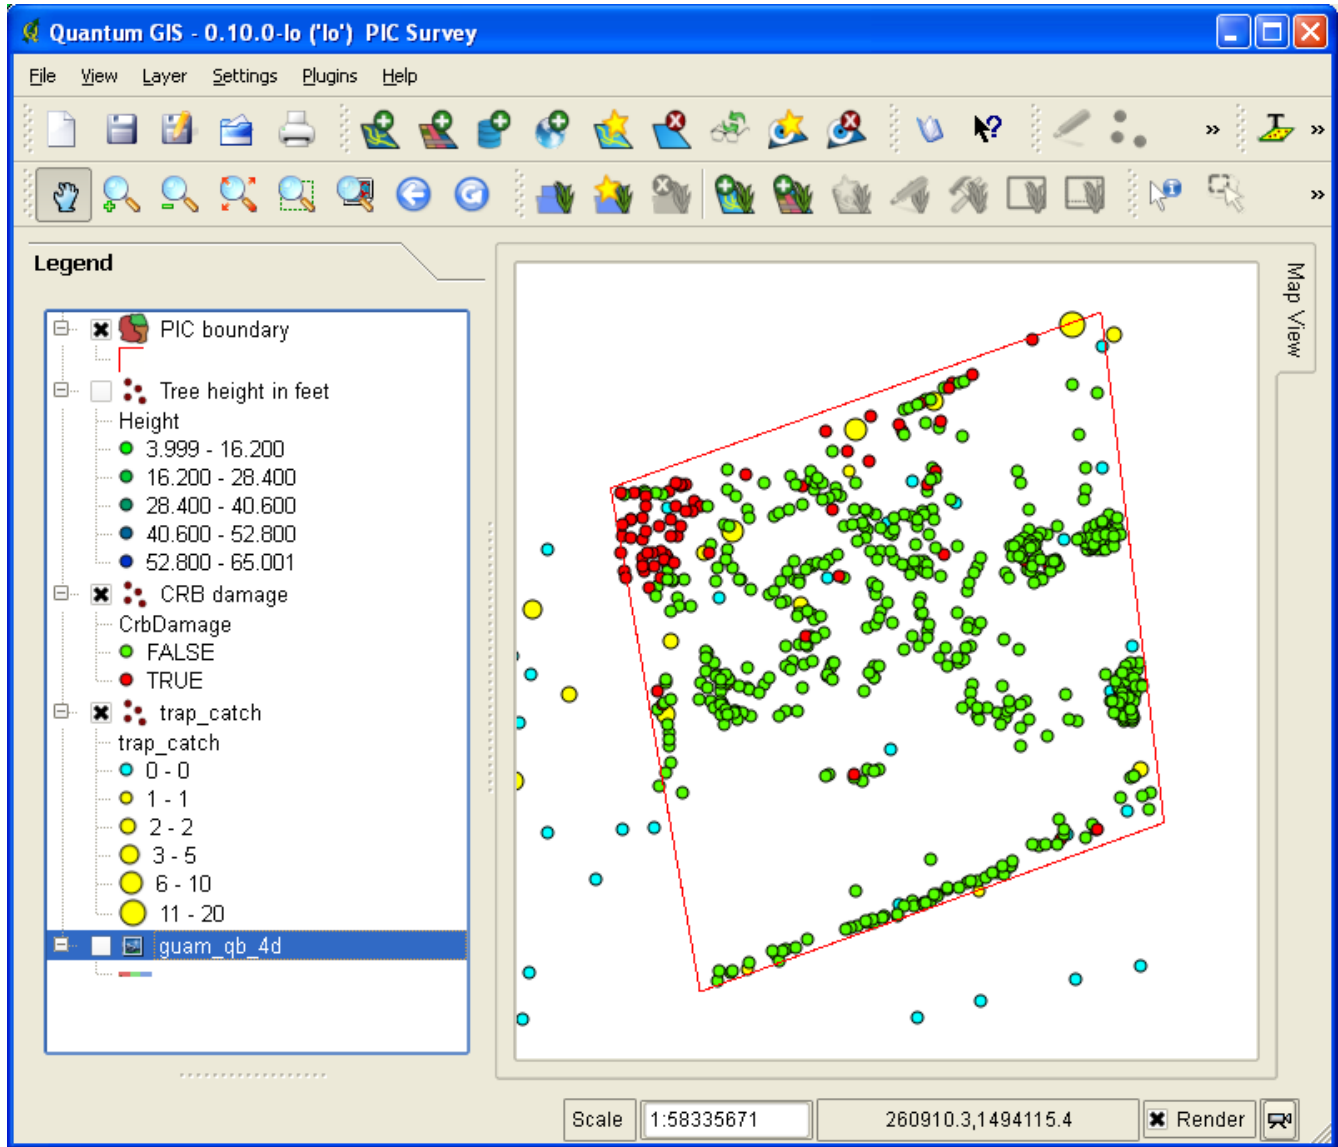 Quantum GIS - 0.10.0-Io ('Io') PIC Survey
File View Layer Settings Plugins Help
Legend
Map View
PIC boundary
Tree height in feet
Height
3.999 - 16.200
16.200 - 28.400
28.400 - 40.600
40.600 - 52.800
52.800 - 65.001
CRB damage
CrbDamage
FALSE
TRUE
trap_catch
trap_catch
0 - 0
1 - 1
2 - 2
3 - 5
6 - 10
11 - 20
guam_qb_4d
Scale 1:58335671 260910.3,1494115.4 Render